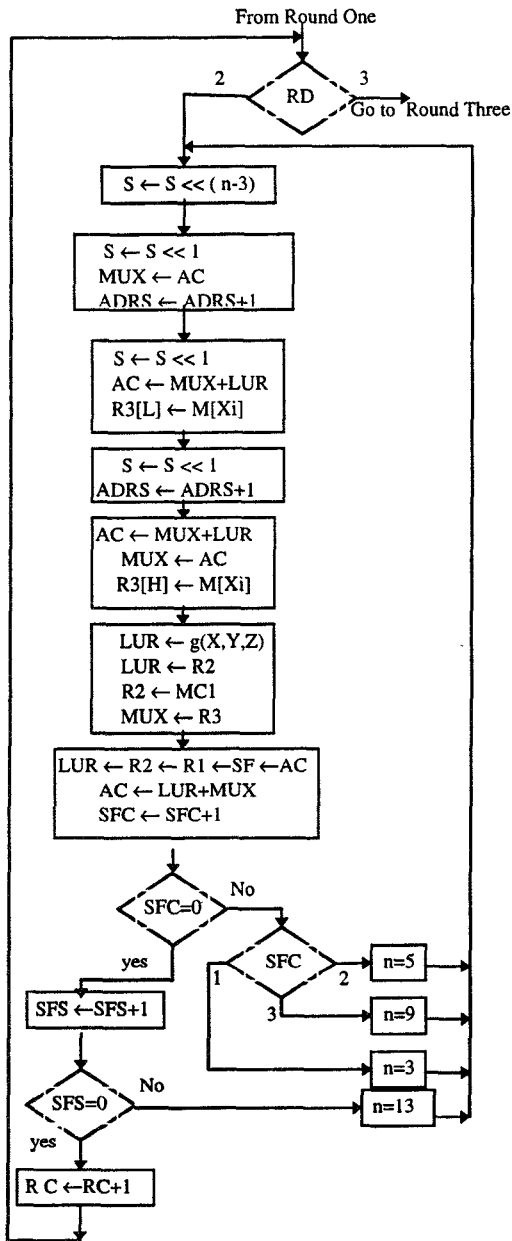 From Round One
2
RD
3
Go to Round Three
S ← S << ( n-3)
S ← S << 1
MUX ← AC
ADRS ← ADRS+1
S ← S << 1
AC ← MUX+LUR
R3[L] ← M[Xi]
S ← S << 1
ADRS ← ADRS+1
AC ← MUX+LUR
MUX ← AC
R3[H] ← M[Xi]
LUR ← g(X,Y,Z)
LUR ← R2
R2 ← MC1
MUX ← R3
LUR ← R2 ← R1 ←SF ←AC
AC ← LUR+MUX
SFC ← SFC+1
SFC=0
No
yes
SFC
1
2
3
n=5
n=9
n=3
n=13
SFS ←SFS+1
SFS=0
No
yes
R C ←RC+1